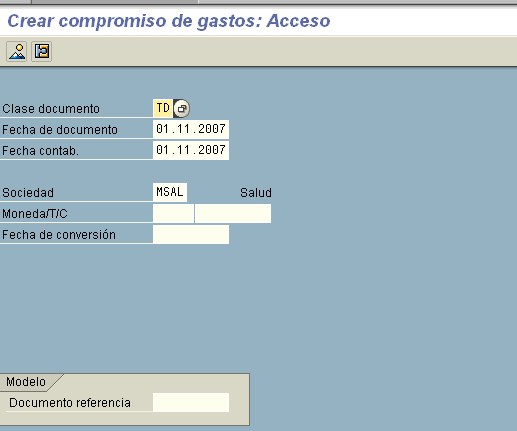 Crear compromiso de gastos: Acceso
Clase documento TD
Fecha de documento 01.11.2007
Fecha contab. 01.11.2007
Sociedad MSAL Salud
Moneda/T/C
Fecha de conversión
Modelo
Documento referencia